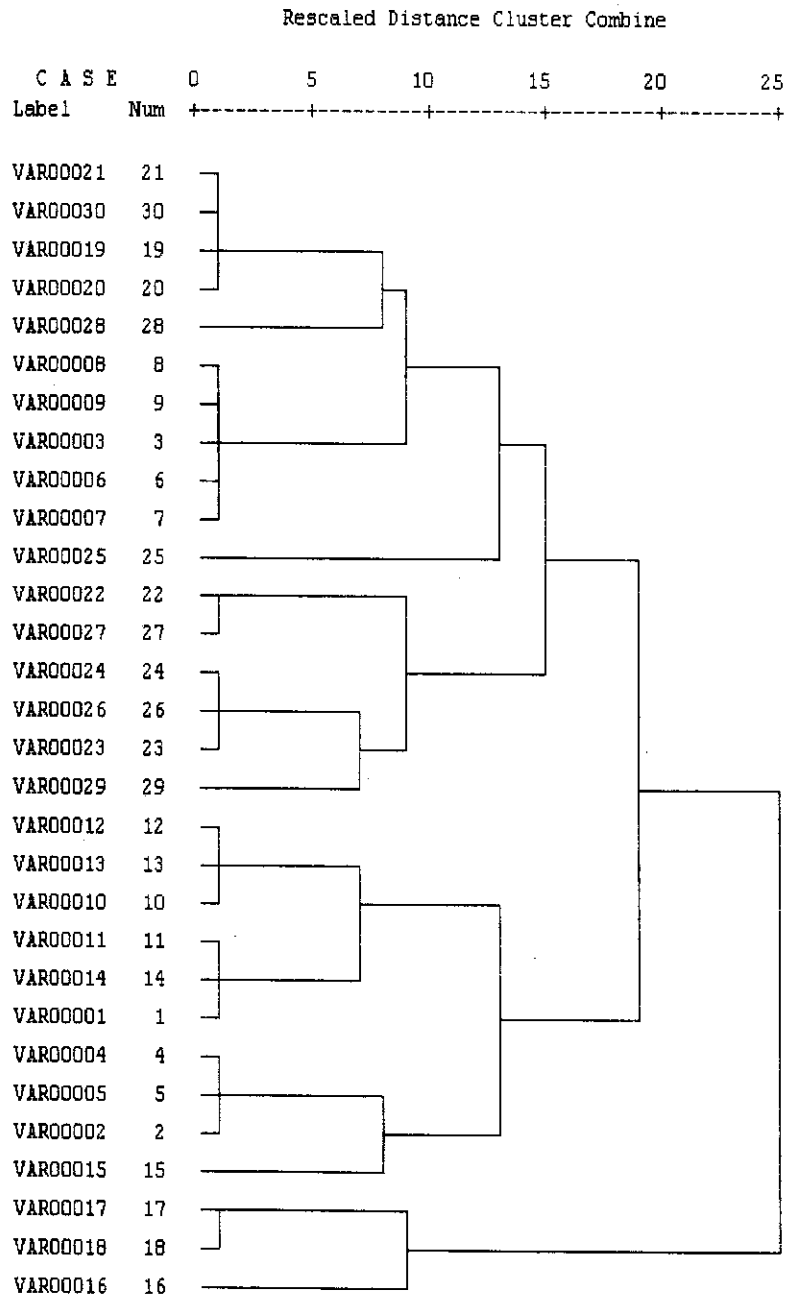 Rescaled Distance Cluster Combine
C A S E 0 5 10 15 20 25
Label Num +---------+---------+---------+---------+---------+
VAR00021 21
VAR00030 30
VAR00019 19
VAR00020 20
VAR00028 28
VAR00008 8
VAR00009 9
VAR00003 3
VAR00006 6
VAR00007 7
VAR00025 25
VAR00022 22
VAR00027 27
VAR00024 24
VAR00026 26
VAR00023 23
VAR00029 29
VAR00012 12
VAR00013 13
VAR00010 10
VAR00011 11
VAR00014 14
VAR00001 1
VAR00004 4
VAR00005 5
VAR00002 2
VAR00015 15
VAR00017 17
VAR00018 18
VAR00016 16